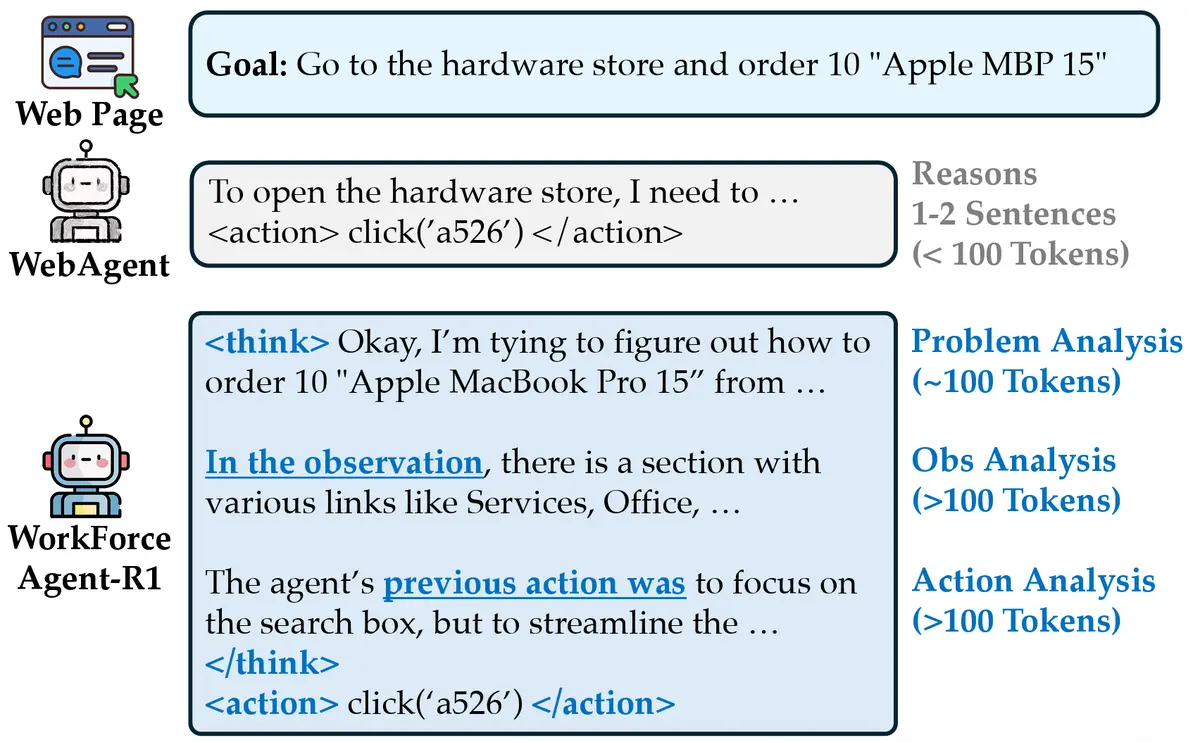 Web Page
Goal: Go to the hardware store and order 10 "Apple MBP 15"
WebAgent
To open the hardware store, I need to …
<action> click(’a526’) </action>
Reasons
1-2 Sentences
(< 100 Tokens)
WorkForce
Agent-R1
<think> Okay, I’m tying to figure out how to
order 10 "Apple MacBook Pro 15” from …
In the observation, there is a section with
various links like Services, Office, …
The agent’s previous action was to focus on
the search box, but to streamline the …
</think>
<action> click(‘a526’) </action>
Problem Analysis
(~100 Tokens)
Obs Analysis
(>100 Tokens)
Action Analysis
(>100 Tokens)